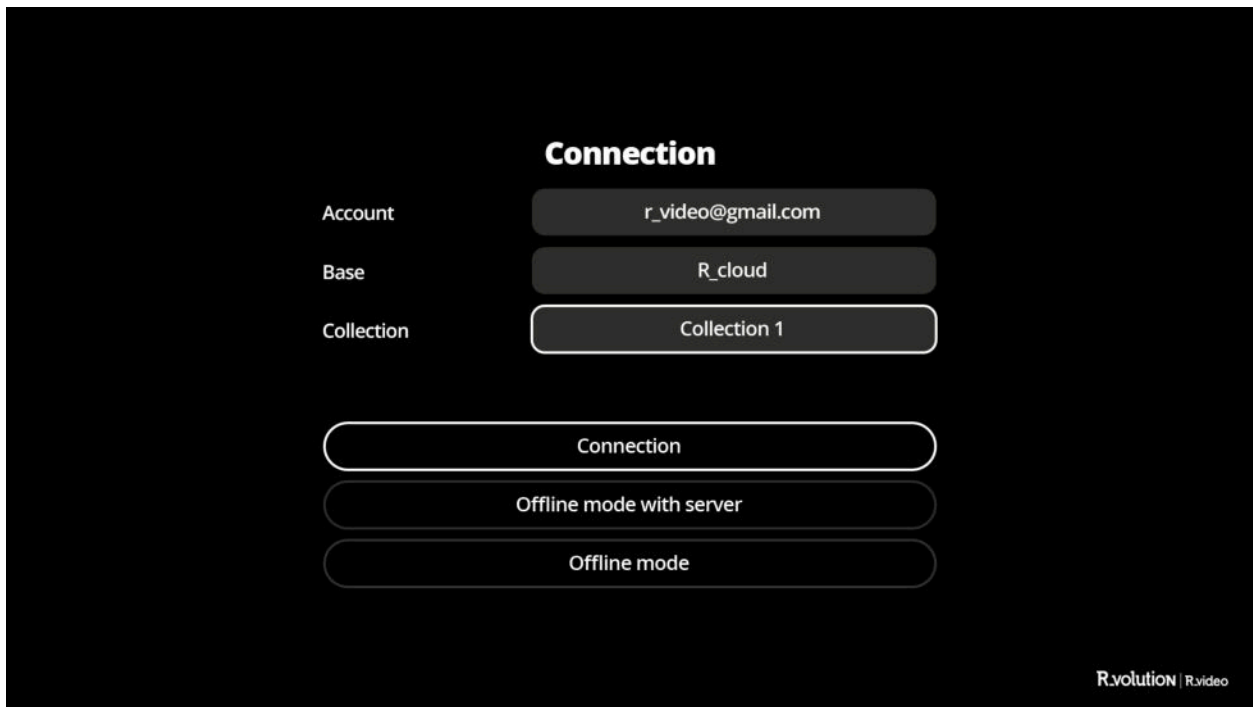 Connection
Account r_video@gmail.com
Base R_cloud
Collection Collection 1
Connection
Offline mode with server
Offline mode
R.volution | R.video